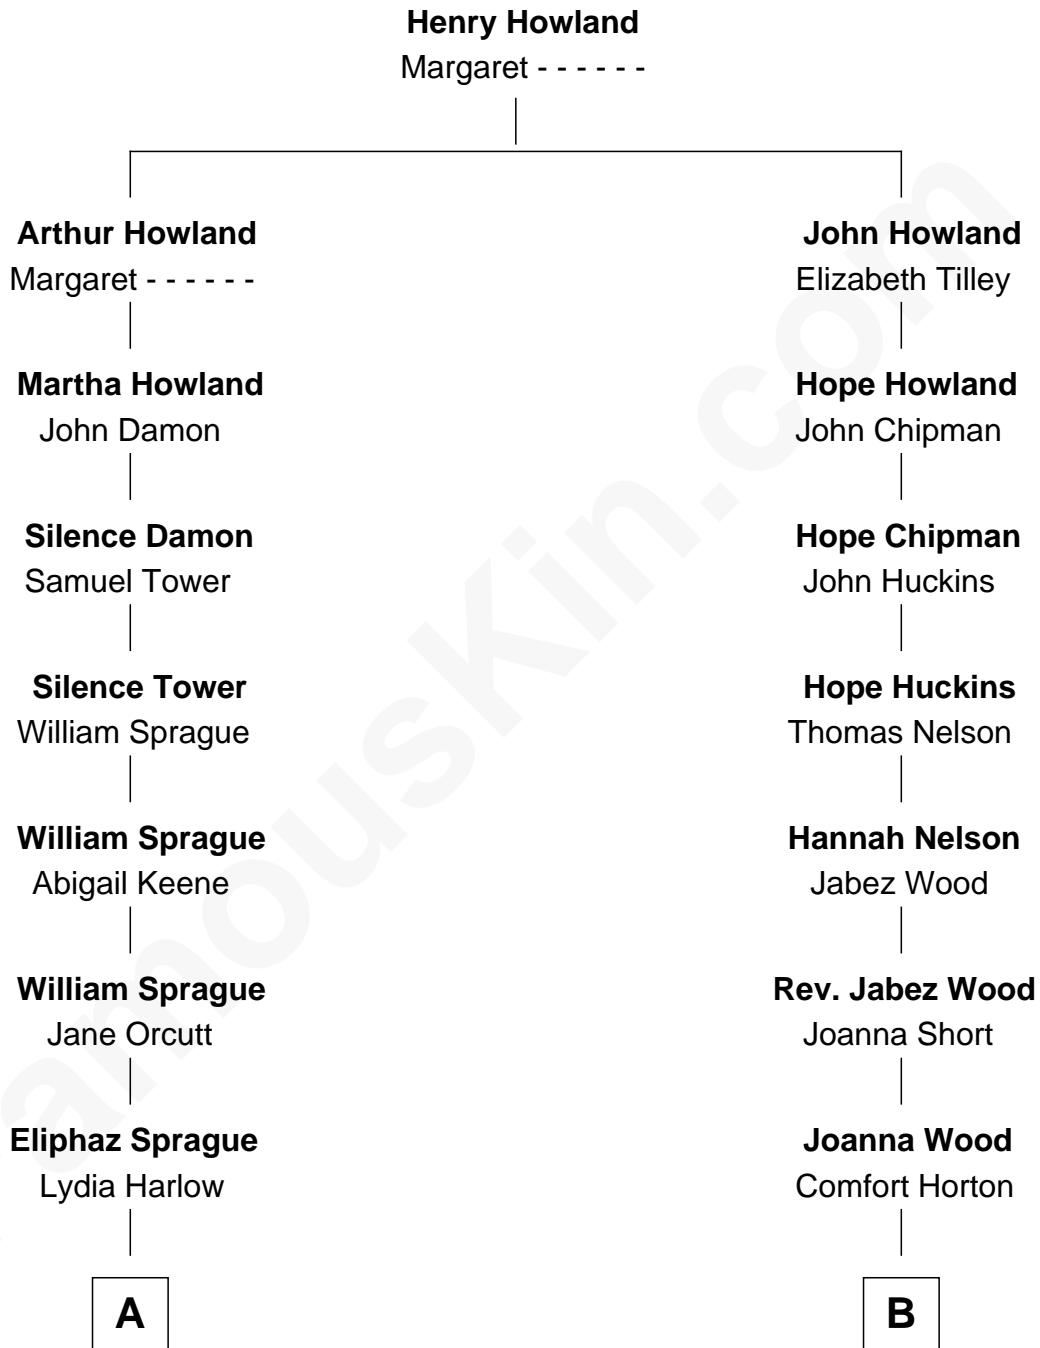 Henry Howland
Margaret - - - - - -
Arthur Howland
Margaret - - - - - -
John Howland
Elizabeth Tilley
Martha Howland
John Damon
Hope Howland
John Chipman
Silence Damon
Samuel Tower
Hope Chipman
John Huckins
Silence Tower
William Sprague
Hope Huckins
Thomas Nelson
William Sprague
Abigail Keene
Hannah Nelson
Jabez Wood
William Sprague
Jane Orcutt
Rev. Jabez Wood
Joanna Short
Eliphaz Sprague
Lydia Harlow
Joanna Wood
Comfort Horton
A
B
amousKin.com